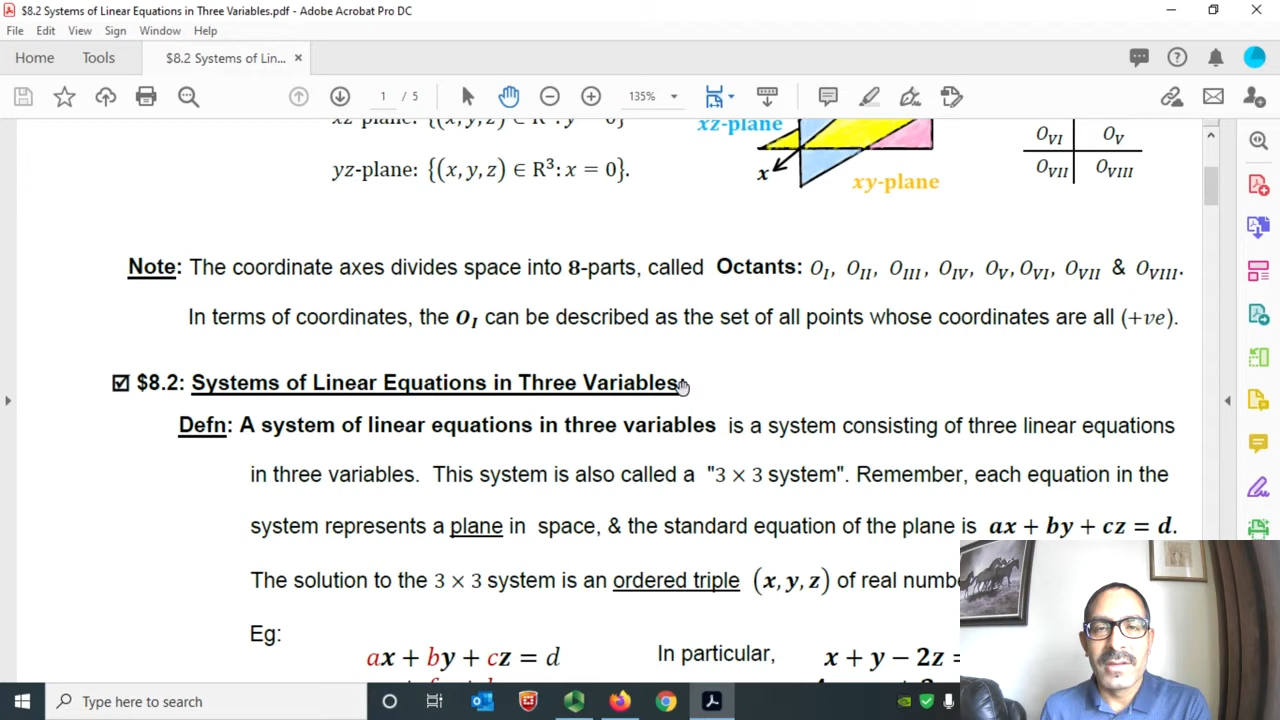 $8.2 Systems of Linear Equations in Three Variables.pdf - Adobe Acrobat Pro DC
File Edit View Sign Window Help
Home Tools $8.2 Systems of Lin... ×
1 / 5 135%
xz-plane
yz-plane: {(x, y, z) ∈ R³: x = 0}.
x
xy-plane
O_VI O_V
O_VII O_VIII
Note: The coordinate axes divides space into 8-parts, called Octants: O_I, O_II, O_III, O_IV, O_V, O_VI, O_VII & O_VIII.
In terms of coordinates, the O_I can be described as the set of all points whose coordinates are all (+ve).
☑ $8.2: Systems of Linear Equations in Three Variables:
Defn: A system of linear equations in three variables is a system consisting of three linear equations
in three variables. This system is also called a "3 × 3 system". Remember, each equation in the
system represents a plane in space, & the standard equation of the plane is ax + by + cz = d.
The solution to the 3 × 3 system is an ordered triple (x, y, z) of real
Eg:
ax + by + cz = d In particular, x + y − 2z =
Type here to search